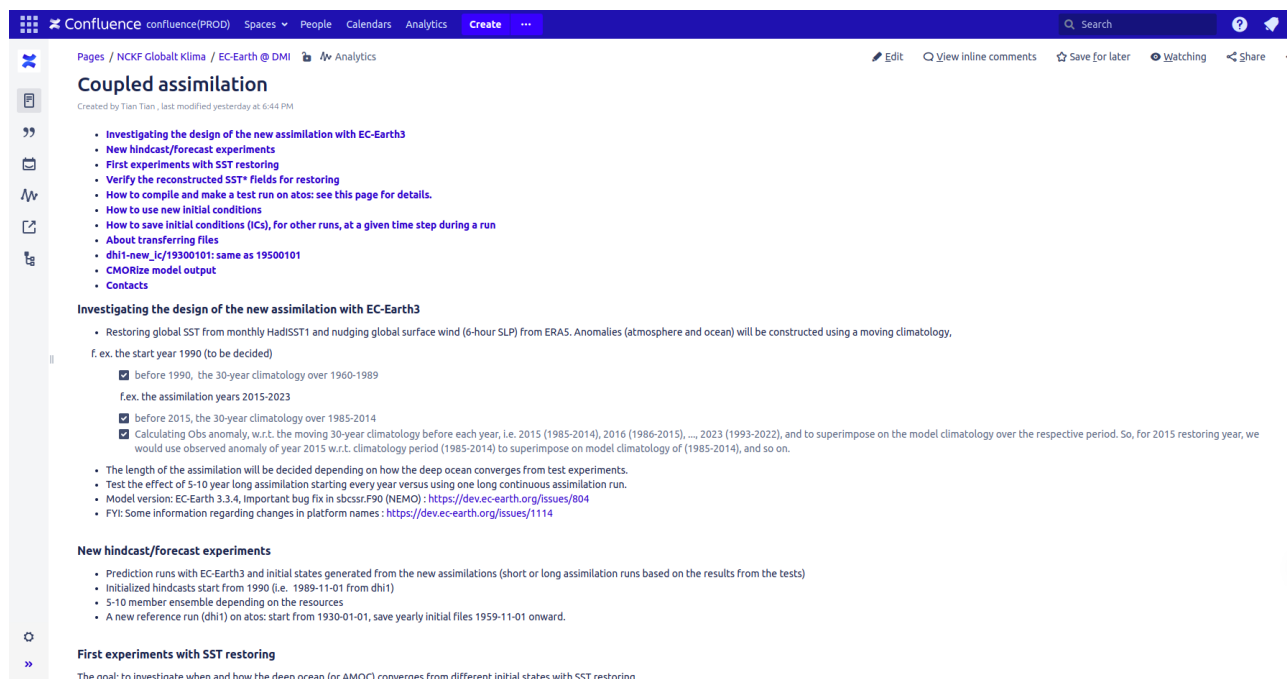 Confluence confluence(PROD) Spaces People Calendars Analytics Create ... Search
Pages / NCKF Globalt Klima / EC-Earth @ DMI Analytics
Edit View inline comments Save for later Watching Share
Coupled assimilation
Created by Tian Tian , last modified yesterday at 6:44 PM
• Investigating the design of the new assimilation with EC-Earth3
• New hindcast/forecast experiments
• First experiments with SST restoring
• Verify the reconstructed SST* fields for restoring
• How to compile and make a test run on atos: see this page for details.
• How to use new initial conditions
• How to save initial conditions (ICs), for other runs, at a given time step during a run
• About transferring files
• dhi1-new_ic/19300101: same as 19500101
• CMORize model output
• Contacts
Investigating the design of the new assimilation with EC-Earth3
• Restoring global SST from monthly HadISST1 and nudging global surface wind (6-hour SLP) from ERA5. Anomalies (atmosphere and ocean) will be constructed using a moving climatology,
f. ex. the start year 1990 (to be decided)
before 1990, the 30-year climatology over 1960-1989
f.ex. the assimilation years 2015-2023
before 2015, the 30-year climatology over 1985-2014
Calculating Obs anomaly, w.r.t. the moving 30-year climatology before each year, i.e. 2015 (1985-2014), 2016 (1986-2015), ..., 2023 (1993-2022), and to superimpose on the model climatology over the respective period. So, for 2015 restoring year, we
would use observed anomaly of year 2015 w.r.t. climatology period (1985-2014) to superimpose on model climatology of (1985-2014), and so on.
• The length of the assimilation will be decided depending on how the deep ocean converges from test experiments.
• Test the effect of 5-10 year long assimilation starting every year versus using one long continuous assimilation run.
• Model version: EC-Earth 3.3.4, Important bug fix in sbcssr.F90 (NEMO) : https://dev.ec-earth.org/issues/804
• FYI: Some information regarding changes in platform names : https://dev.ec-earth.org/issues/1114
New hindcast/forecast experiments
• Prediction runs with EC-Earth3 and initial states generated from the new assimilations (short or long assimilation runs based on the results from the tests)
• Initialized hindcasts start from 1990 (i.e. 1989-11-01 from dhi1)
• 5-10 member ensemble depending on the resources
• A new reference run (dhi1) on atos: start from 1930-01-01, save yearly initial files 1959-11-01 onward.
First experiments with SST restoring
The goal: to investigate when and how the deep ocean (or AMOC) converges from different initial states with SST restoring